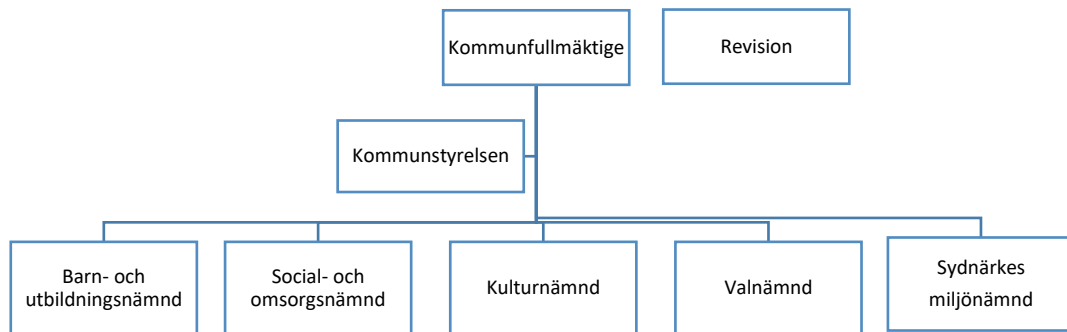 Kommunfullmäktige
Revision
Kommunstyrelsen
Barn- och
utbildningsnämnd
Social- och
omsorgsnämnd
Kulturnämnd
Valnämnd
Sydnärkes
miljönämnd